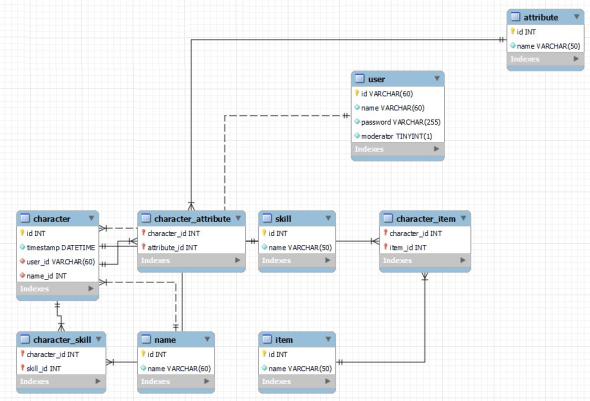 attribute
id INT
name VARCHAR(50)
Indexes
user
id VARCHAR(60)
name VARCHAR(60)
password VARCHAR(255)
moderator TINYINT(1)
Indexes
character
id INT
timestamp DATETIME
user_id VARCHAR(60)
name_id INT
Indexes
character_attribute
character_id INT
attribute_id INT
Indexes
skill
id INT
name VARCHAR(50)
Indexes
character_item
character_id INT
item_id INT
Indexes
character_skill
character_id INT
skill_id INT
Indexes
name
id INT
name VARCHAR(60)
Indexes
item
id INT
name VARCHAR(50)
Indexes